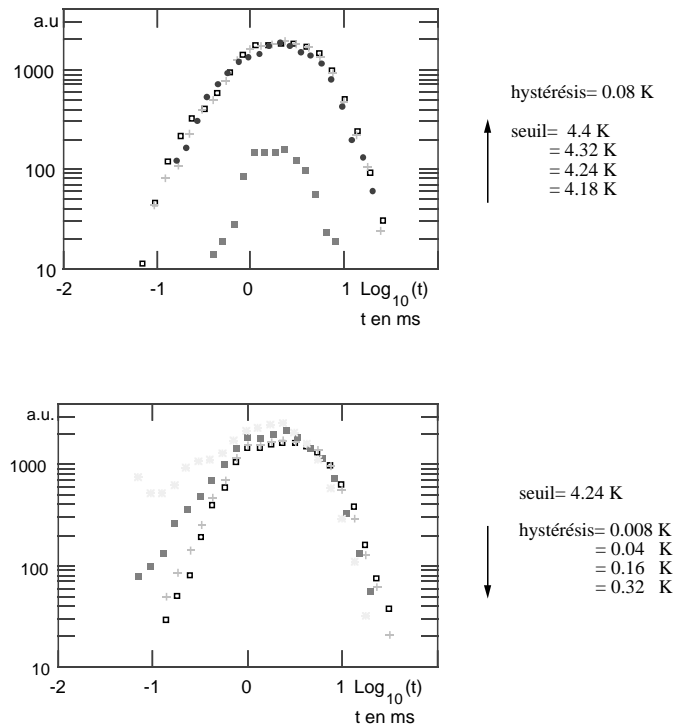 a.u
1000
100
10
-2
-1
0
1
Log10(t)
t en ms
hystérésis= 0.08 K
seuil= 4.4 K
= 4.32 K
= 4.24 K
= 4.18 K
a.u.
1000
100
10
-2
-1
0
1
Log10(t)
t en ms
seuil= 4.24 K
hystérésis= 0.008 K
= 0.04 K
= 0.16 K
= 0.32 K